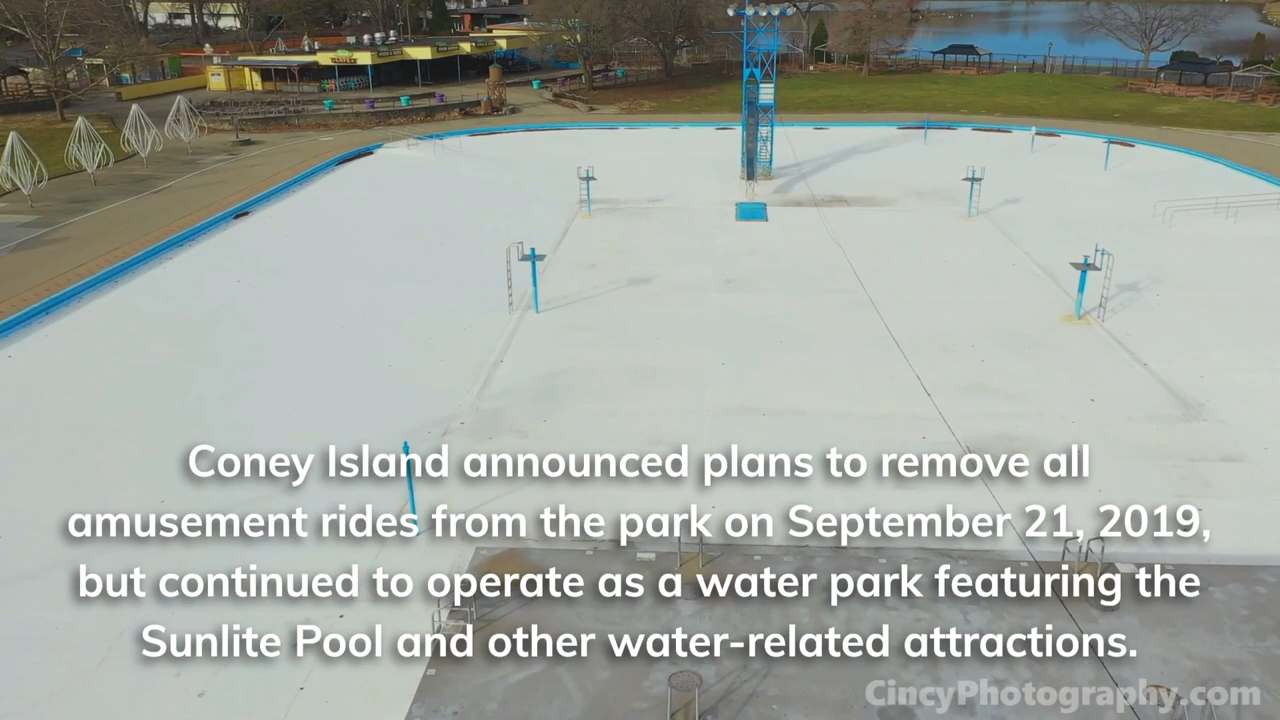 Coney Island announced plans to remove all
amusement rides from the park on September 21, 2019,
but continued to operate as a water park featuring the
Sunlite Pool and other water-related attractions.
CincyPhotography.com